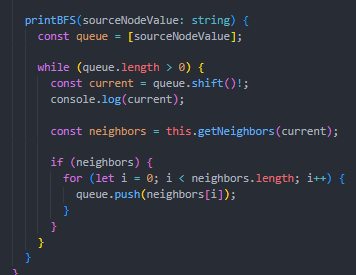 printBFS(sourceNodeValue: string) {
const queue = [sourceNodeValue];
while (queue.length > 0) {
const current = queue.shift()!;
console.log(current);
const neighbors = this.getNeighbors(current);
if (neighbors) {
for (let i = 0; i < neighbors.length; i++) {
queue.push(neighbors[i]);
}
}
}
}
}